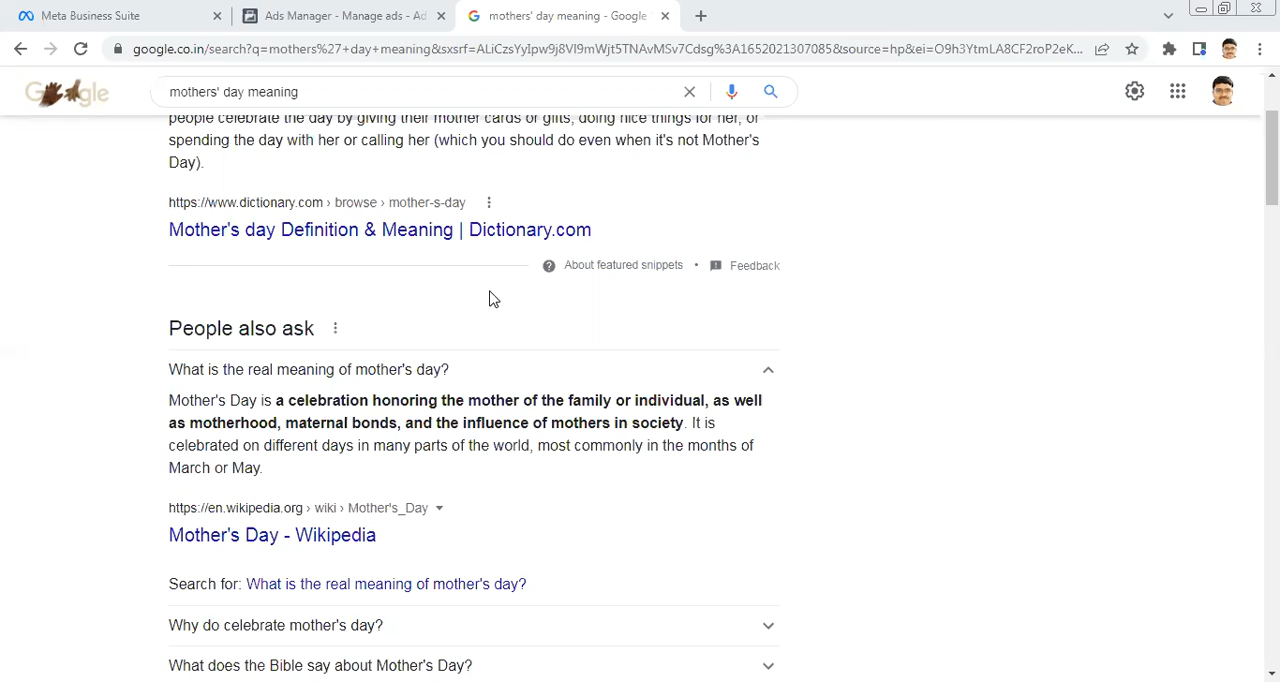 Meta Business Suite
Ads Manager - Manage ads - Ad
mothers' day meaning - Google
google.co.in/search?q=mothers%27+day+meaning&sxsrf=ALiCzsYyIpw9j8VI9mWjt5TNAvMSv7Cdsg%3A1652021307085&source=hp&ei=O9h3YtmLA8CF2roP2eK...
Google
mothers' day meaning
people celebrate the day by giving their mother cards or gifts, doing nice things for her, or
spending the day with her or calling her (which you should do even when it's not Mother's
Day).
https://www.dictionary.com › browse › mother-s-day
Mother's day Definition & Meaning | Dictionary.com
About featured snippets • Feedback
People also ask
What is the real meaning of mother's day?
Mother's Day is a celebration honoring the mother of the family or individual, as well
as motherhood, maternal bonds, and the influence of mothers in society. It is
celebrated on different days in many parts of the world, most commonly in the months of
March or May.
https://en.wikipedia.org › wiki › Mother's_Day
Mother's Day - Wikipedia
Search for: What is the real meaning of mother's day?
Why do celebrate mother's day?
What does the Bible say about Mother's Day?